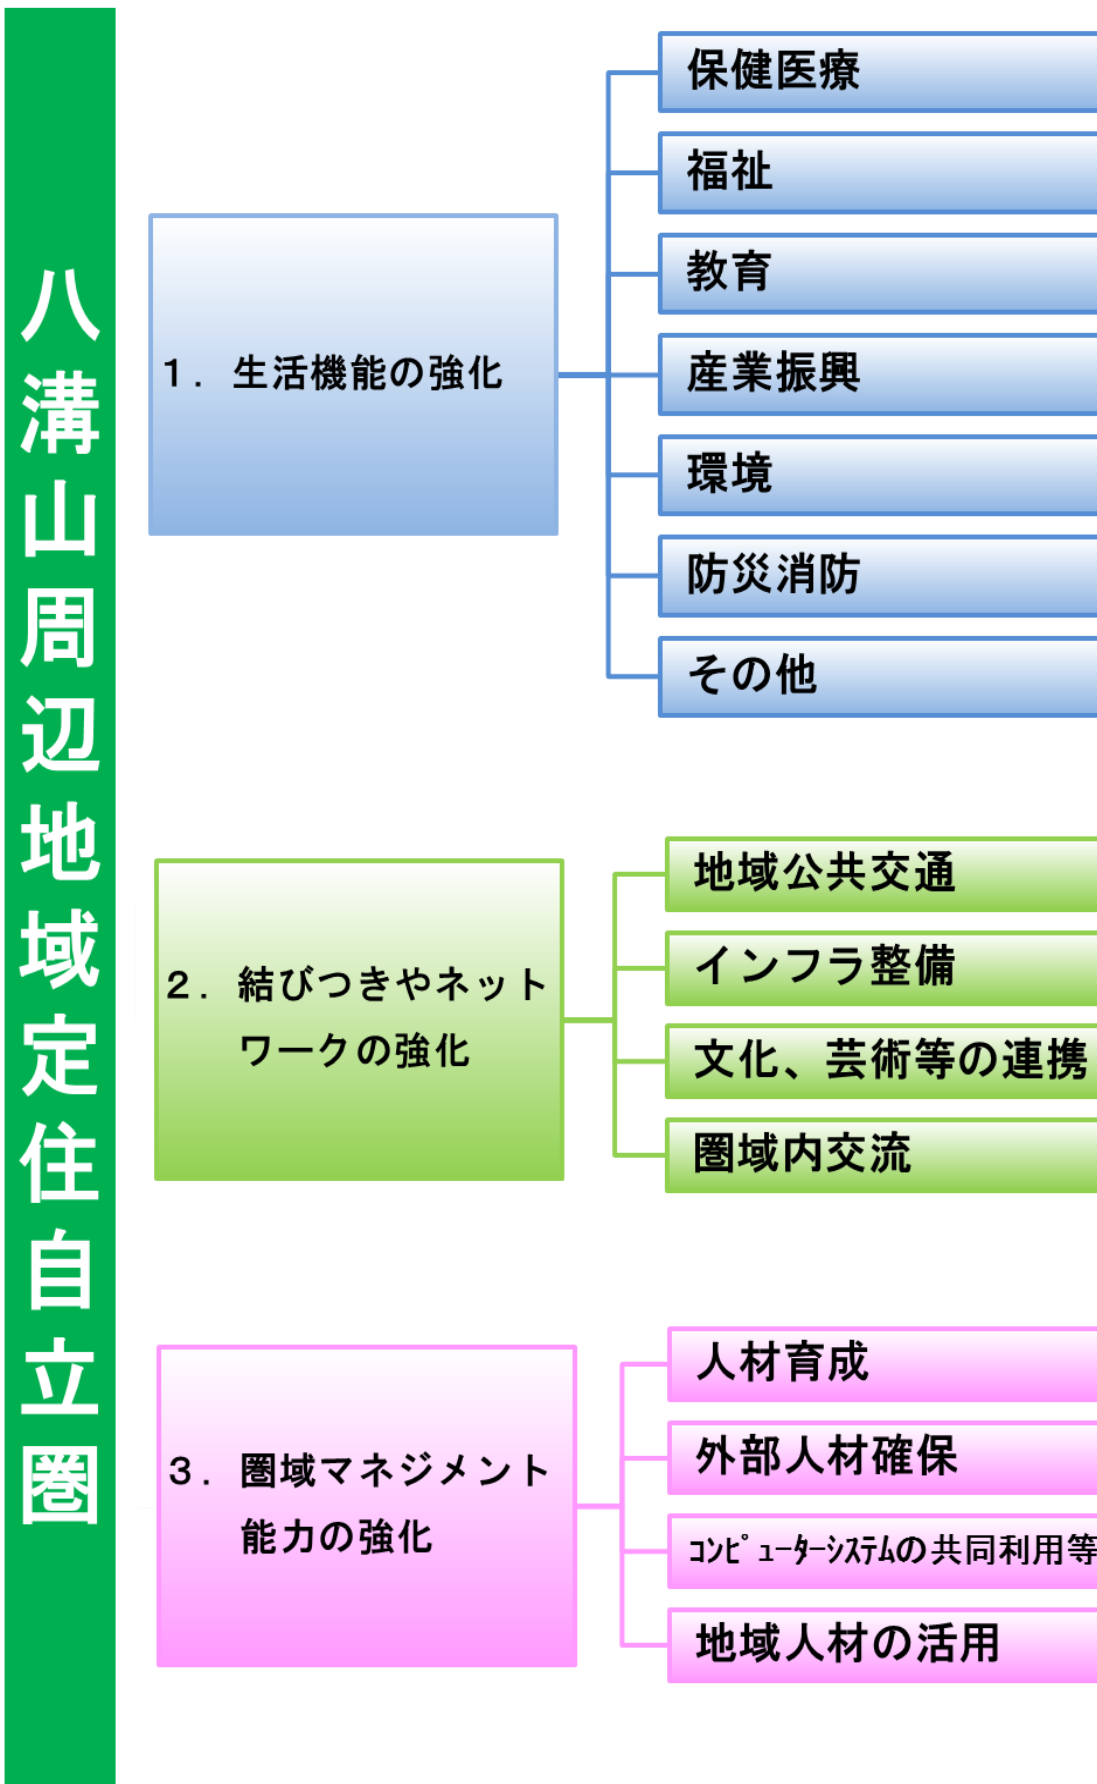 八溝山周辺地域定住自立圏
１．生活機能の強化
保健医療
福祉
教育
産業振興
環境
防災消防
その他
２．結びつきやネット
ワークの強化
地域公共交通
インフラ整備
文化、芸術等の連携
圏域内交流
３．圏域マネジメント
能力の強化
人材育成
外部人材確保
ｺﾝﾋﾟｭｰﾀｰｼｽﾃﾑの共同利用等
地域人材の活用